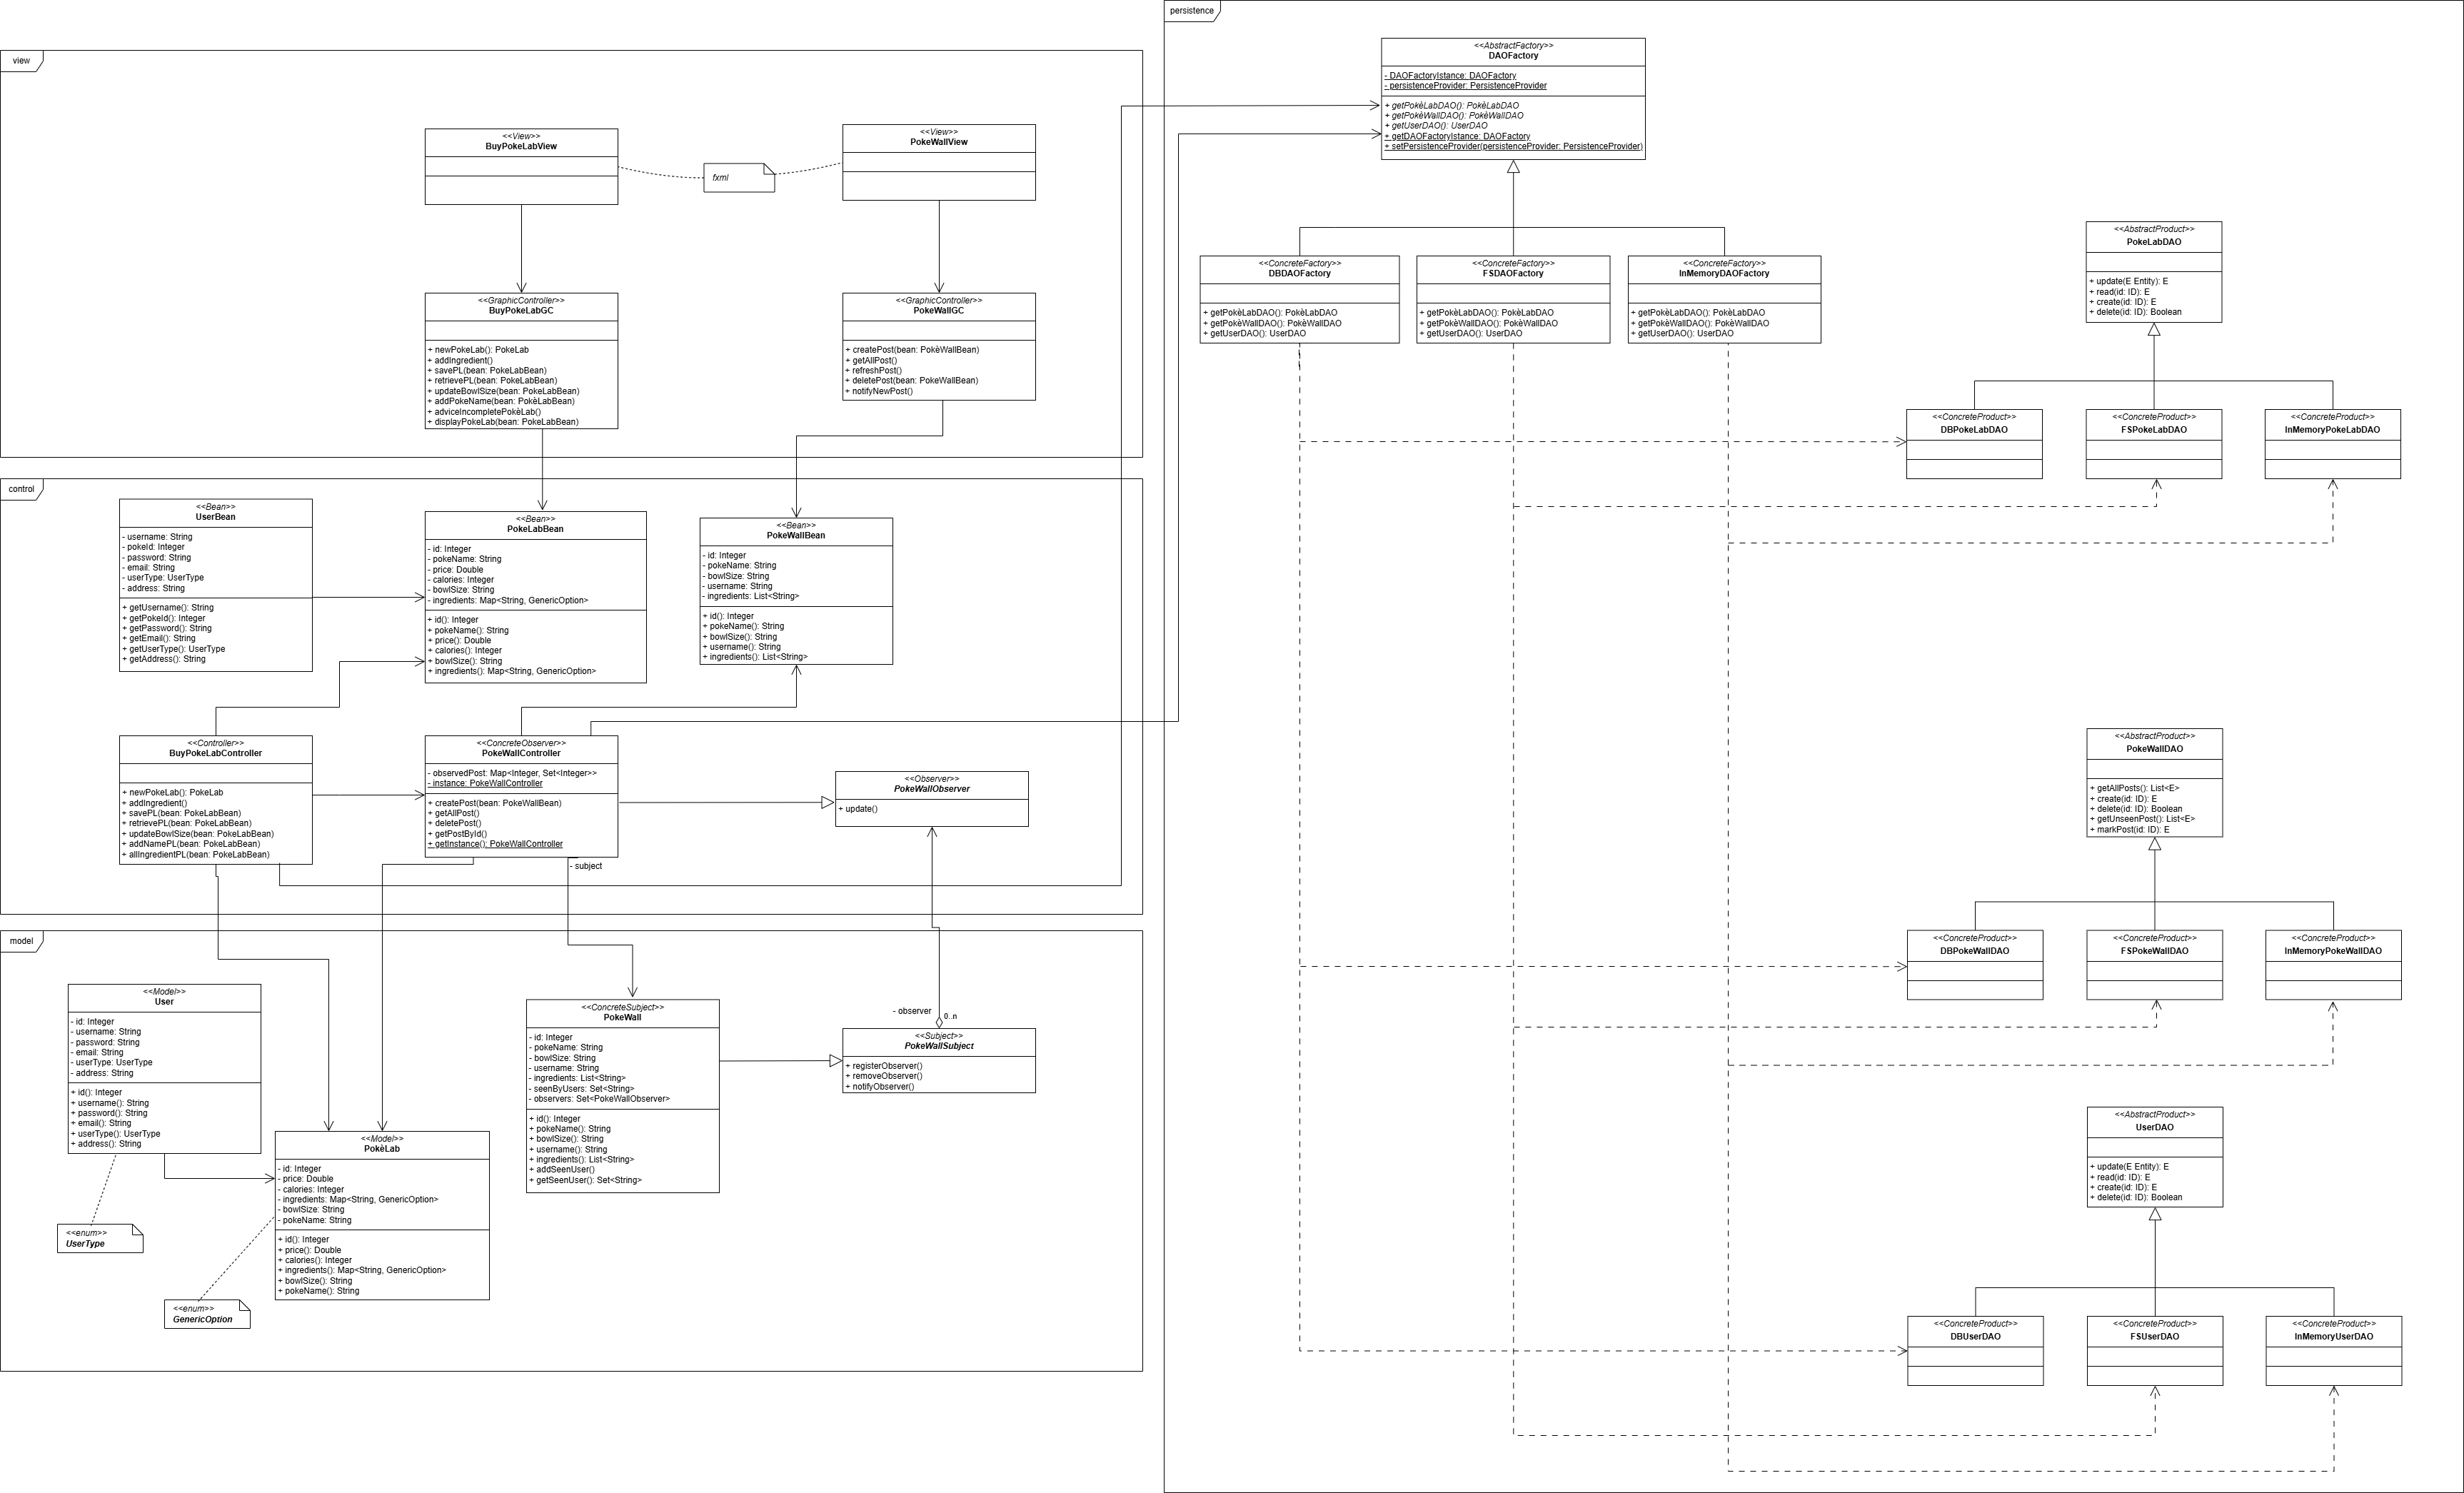 view
<<View>>
BuyPokeLabView
<<View>>
PokeWallView
fxml
<<GraphicController>>
BuyPokeLabGC
+ newPokeLab(): PokeLab
+ addIngredient()
+ savePL(bean: PokeLabBean)
+ retrievePL(bean: PokeLabBean)
+ updateBowlSize(bean: PokeLabBean)
+ addPokeName(bean: PokèLabBean)
+ adviceIncompletePokèLab()
+ displayPokeLab(bean: PokeLabBean)
<<GraphicController>>
PokeWallGC
+ createPost(bean: PokèWallBean)
+ getAllPost()
+ refreshPost()
+ deletePost(bean: PokeWallBean)
+ notifyNewPost()
control
<<Bean>>
UserBean
- username: String
- pokeId: Integer
- password: String
- email: String
- userType: UserType
- address: String
+ getUsername(): String
+ getPokeId(): Integer
+ getPassword(): String
+ getEmail(): String
+ getUserType(): UserType
+ getAddress(): String
<<Bean>>
PokeLabBean
- id: Integer
- pokeName: String
- price: Double
- calories: Integer
- bowlSize: String
- ingredients: Map<String, GenericOption>
+ id(): Integer
+ pokeName(): String
+ price(): Double
+ calories(): Integer
+ bowlSize(): String
+ ingredients(): Map<String, GenericOption>
<<Bean>>
PokeWallBean
- id: Integer
- pokeName: String
- bowlSize: String
- username: String
- ingredients: List<String>
+ id(): Integer
+ pokeName(): String
+ bowlSize(): String
+ username(): String
+ ingredients(): List<String>
<<Controller>>
BuyPokeLabController
+ newPokeLab(): PokeLab
+ addIngredient()
+ savePL(bean: PokeLabBean)
+ retrievePL(bean: PokeLabBean)
+ updateBowlSize(bean: PokeLabBean)
+ addNamePL(bean: PokeLabBean)
+ allIngredientPL(bean: PokeLabBean)
<<ConcreteObserver>>
PokeWallController
- observedPost: Map<Integer, Set<Integer>>
- instance: PokeWallController
+ createPost(bean: PokeWallBean)
+ getAllPost()
+ deletePost()
+ getPostById()
+ getInstance(): PokeWallController
- subject
<<Observer>>
PokeWallObserver
+ update()
model
<<Model>>
User
- id: Integer
- username: String
- password: String
- email: String
- userType: UserType
- address: String
+ id(): Integer
+ username(): String
+ password(): String
+ email(): String
+ userType(): UserType
+ address(): String
<<enum>>
UserType
<<Model>>
PokèLab
- id: Integer
- price: Double
- calories: Integer
- ingredients: Map<String, GenericOption>
- bowlSize: String
- pokeName: String
+ id(): Integer
+ price(): Double
+ calories(): Integer
+ ingredients(): Map<String, GenericOption>
+ bowlSize(): String
+ pokeName(): String
<<enum>>
GenericOption
<<ConcreteSubject>>
PokeWall
- id: Integer
- pokeName: String
- bowlSize: String
- username: String
- ingredients: List<String>
- seenByUsers: Set<String>
- observers: Set<PokeWallObserver>
+ id(): Integer
+ pokeName(): String
+ bowlSize(): String
+ username(): String
+ ingredients(): List<String>
+ addSeenUser()
+ getSeenUser(): Set<String>
- observer
0..n
<<Subject>>
PokeWallSubject
+ registerObserver()
+ removeObserver()
+ notifyObserver()
persistence
<<AbstractFactory>>
DAOFactory
- DAOFactoryIstance: DAOFactory
- persistenceProvider: PersistenceProvider
+ getPokèLabDAO(): PokèLabDAO
+ getPokèWallDAO(): PokèWallDAO
+ getUserDAO(): UserDAO
+ getDAOFactoryIstance: DAOFactory
+ setPersistenceProvider(persistenceProvider: PersistenceProvider)
<<ConcreteFactory>>
DBDAOFactory
+ getPokèLabDAO(): PokèLabDAO
+ getPokèWallDAO(): PokèWallDAO
+ getUserDAO(): UserDAO
<<ConcreteFactory>>
FSDAOFactory
+ getPokèLabDAO(): PokèLabDAO
+ getPokèWallDAO(): PokèWallDAO
+ getUserDAO(): UserDAO
<<ConcreteFactory>>
InMemoryDAOFactory
+ getPokèLabDAO(): PokèLabDAO
+ getPokèWallDAO(): PokèWallDAO
+ getUserDAO(): UserDAO
<<AbstractProduct>>
PokeLabDAO
+ update(E Entity): E
+ read(id: ID): E
+ create(id: ID): E
+ delete(id: ID): Boolean
<<ConcreteProduct>>
DBPokeLabDAO
<<ConcreteProduct>>
FSPokeLabDAO
<<ConcreteProduct>>
InMemoryPokeLabDAO
<<AbstractProduct>>
PokeWallDAO
+ getAllPosts(): List<E>
+ create(id: ID): E
+ delete(id: ID): Boolean
+ getUnseenPost(): List<E>
+ markPost(id: ID): E
<<ConcreteProduct>>
DBPokeWallDAO
<<ConcreteProduct>>
FSPokeWallDAO
<<ConcreteProduct>>
InMemoryPokeWallDAO
<<AbstractProduct>>
UserDAO
+ update(E Entity): E
+ read(id: ID): E
+ create(id: ID): E
+ delete(id: ID): Boolean
<<ConcreteProduct>>
DBUserDAO
<<ConcreteProduct>>
FSUserDAO
<<ConcreteProduct>>
InMemoryUserDAO